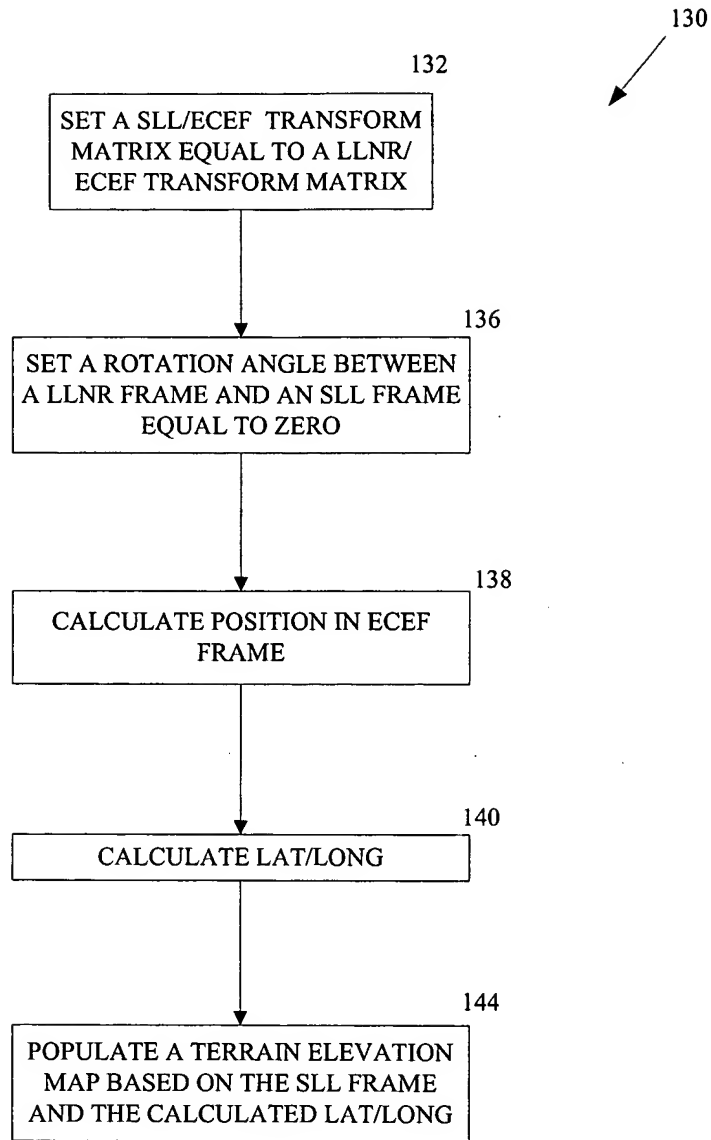 130
132
SET A SLL/ECEF TRANSFORM
MATRIX EQUAL TO A LLNR/
ECEF TRANSFORM MATRIX
136
SET A ROTATION ANGLE BETWEEN
A LLNR FRAME AND AN SLL FRAME
EQUAL TO ZERO
138
CALCULATE POSITION IN ECEF
FRAME
140
CALCULATE LAT/LONG
144
POPULATE A TERRAIN ELEVATION
MAP BASED ON THE SLL FRAME
AND THE CALCULATED LAT/LONG